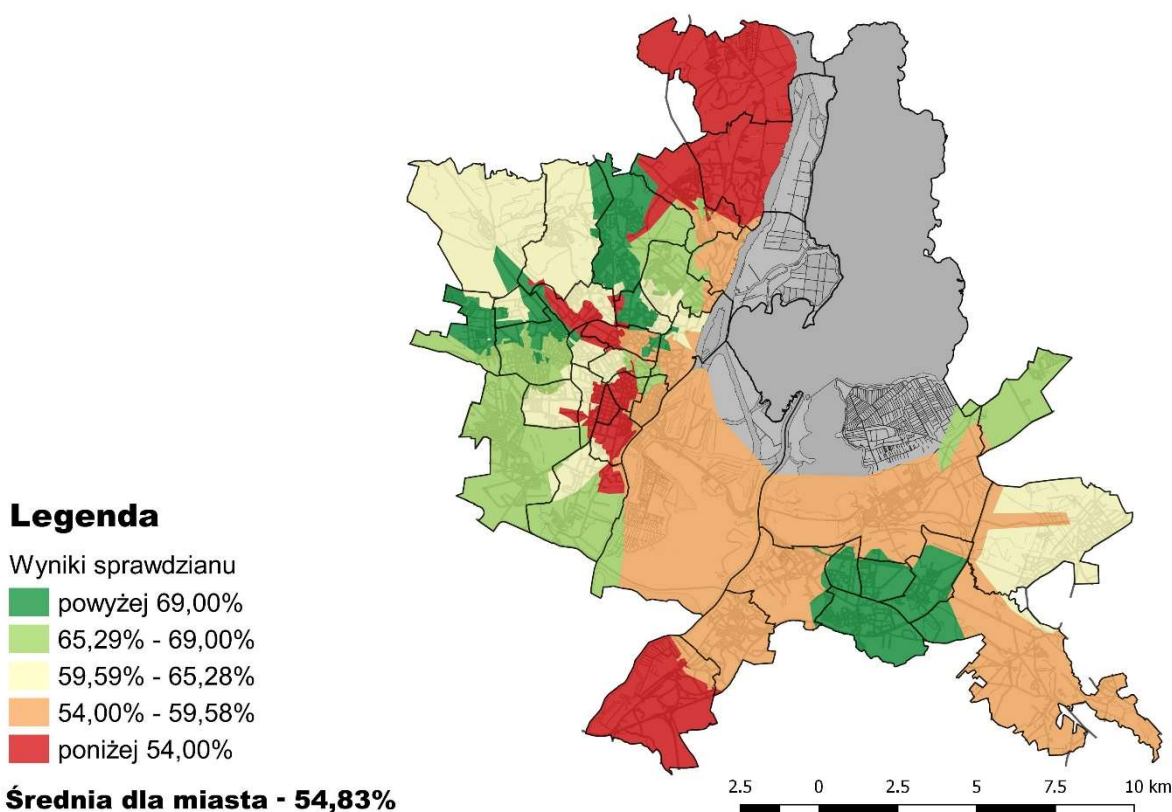 Legenda
Wyniki sprawdzianu
powyżej 69,00%
65,29% - 69,00%
59,59% - 65,28%
54,00% - 59,58%
poniżej 54,00%
Średnia dla miasta - 54,83%
2.5 0 2.5 5 7.5 10 km